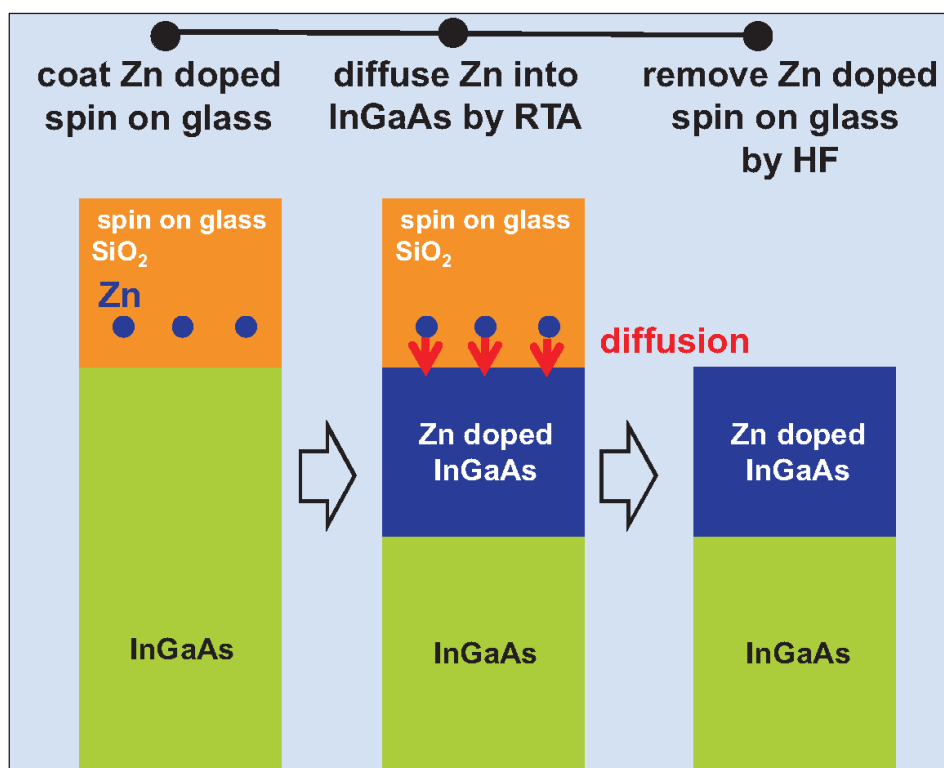 coat Zn doped
spin on glass
diffuse Zn into
InGaAs by RTA
remove Zn doped
spin on glass
by HF
spin on glass
SiO₂
Zn
InGaAs
spin on glass
SiO₂
diffusion
Zn doped
InGaAs
InGaAs
Zn doped
InGaAs
InGaAs